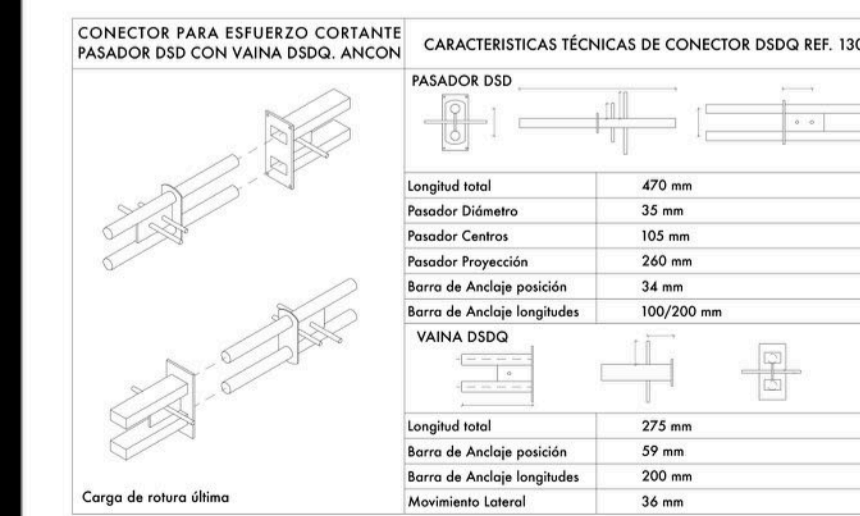 CONECTOR PARA ESFUERZO CORTANTE
PASADOR DSD CON VAINA DSDQ. ANCON
CARACTERISTICAS TÉCNICAS DE CONECTOR DSDQ REF. 130
PASADOR DSD
Longitud total 470 mm
Pasador Diámetro 35 mm
Pasador Centros 105 mm
Pasador Proyección 260 mm
Barra de Anclaje posición 34 mm
Barra de Anclaje longitudes 100/200 mm
VAINA DSDQ
Longitud total 275 mm
Barra de Anclaje posición 59 mm
Barra de Anclaje longitudes 200 mm
Movimiento Lateral 36 mm
Carga de rotura última